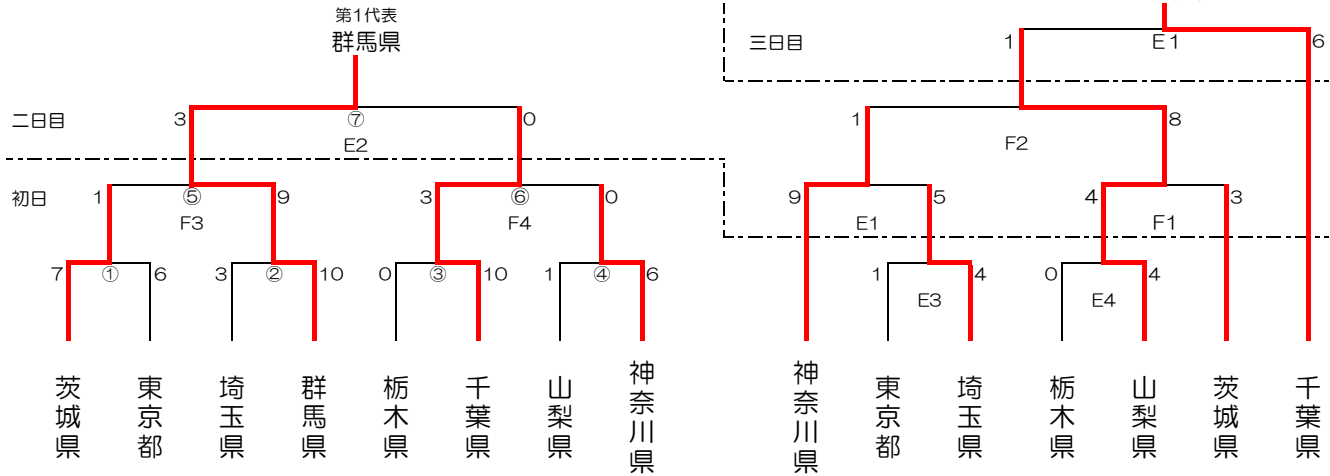 第1代表
群馬県
三日目
1
E1
6
二日目
3
⑦
0
E2
1
8
F2
初日
1
⑤
9
F3
3
⑥
0
F4
9
5
E1
4
3
F1
7
①
6
3
②
10
0
③
10
1
④
6
1
4
E3
0
4
E4
茨城県
東京都
埼玉県
群馬県
栃木県
千葉県
山梨県
神奈川県
神奈川県
東京都
埼玉県
栃木県
山梨県
茨城県
千葉県